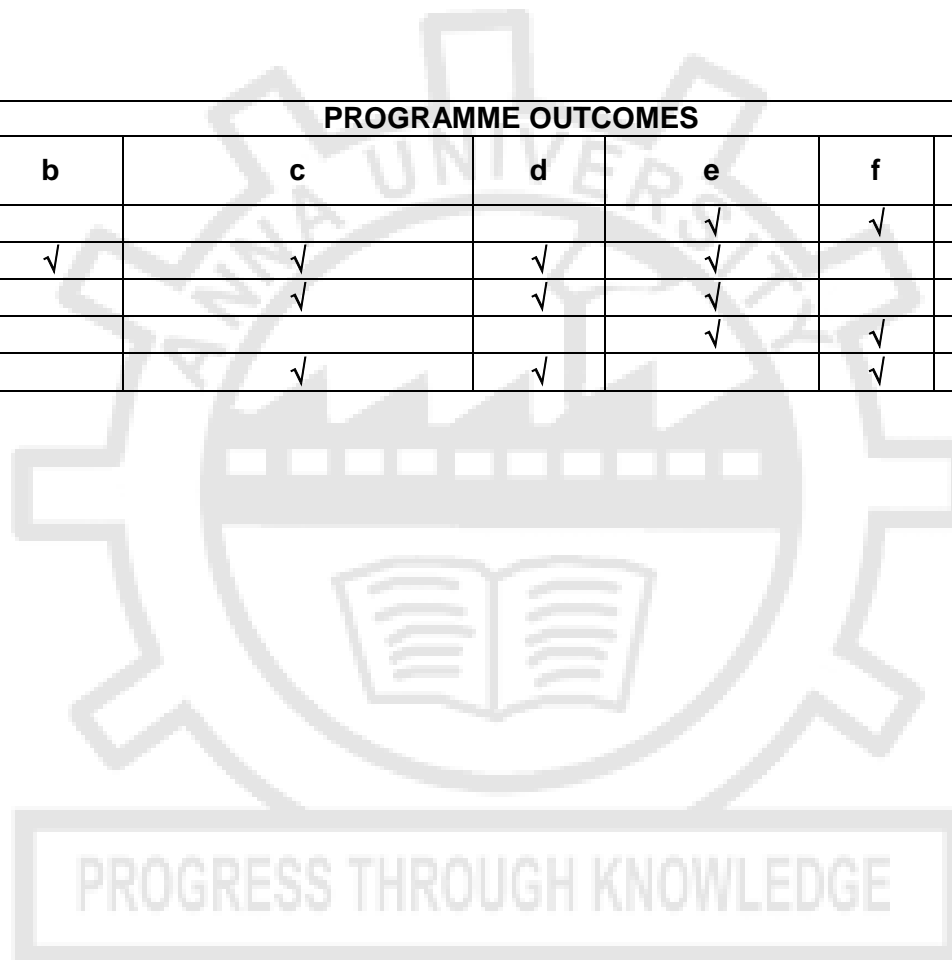 PROGRAMME OUTCOMES
b c d e f
√ √
√ √ √ √
√ √ √
√ √
√ √ √
ANNA UNIVERSITY
PROGRESS THROUGH KNOWLEDGE